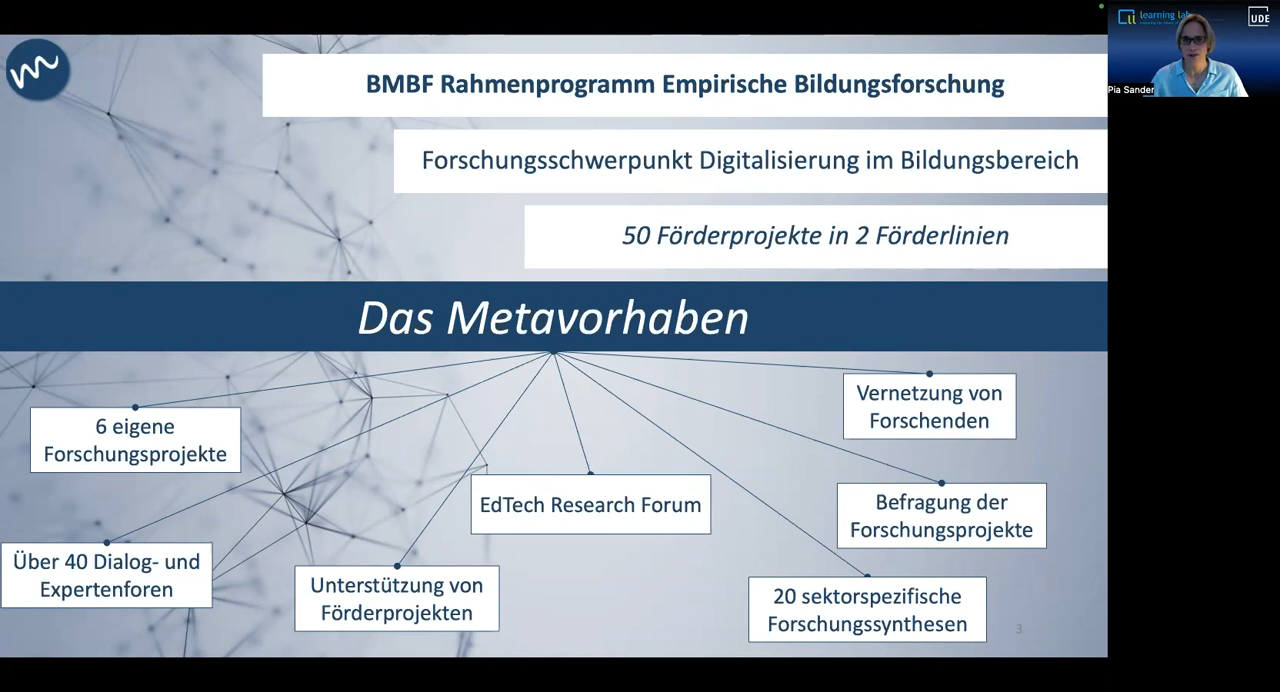 BMBF Rahmenprogramm Empirische Bildungsforschung
Forschungsschwerpunkt Digitalisierung im Bildungsbereich
50 Förderprojekte in 2 Förderlinien
Das Metavorhaben
6 eigene
Forschungsprojekte
Über 40 Dialog- und
Expertenforen
Unterstützung von
Förderprojekten
EdTech Research Forum
20 sektorspezifische
Forschungssynthesen
Befragung der
Forschungsprojekte
Vernetzung von
Forschenden
3
learning lab
UDE
Pia Sander